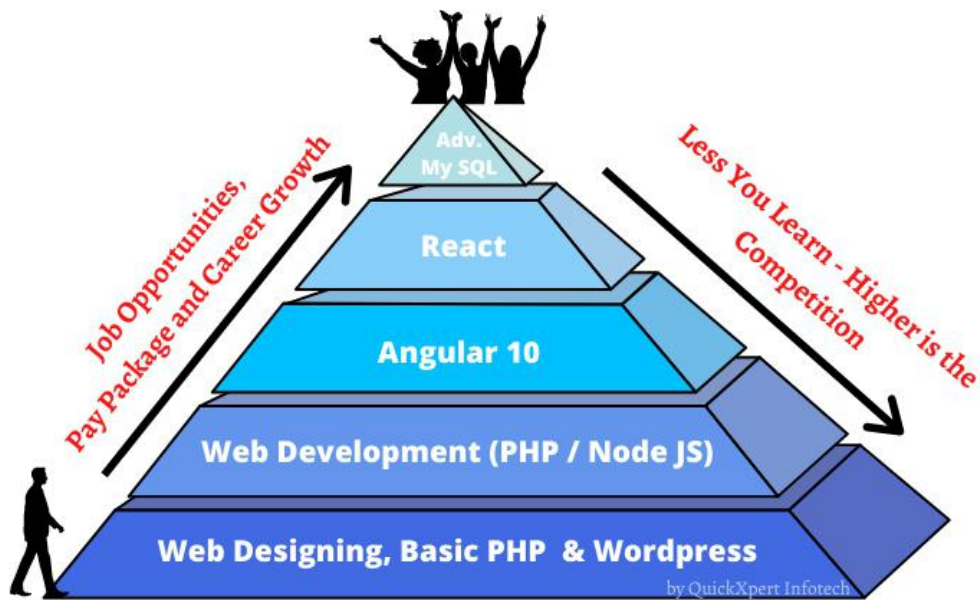 Adv.
My SQL
React
Angular 10
Web Development (PHP / Node JS)
Web Designing, Basic PHP & Wordpress
by QuickXpert Infotech
Job Opportunities,
Pay Package and Career Growth
Less You Learn - Higher is the
Competition